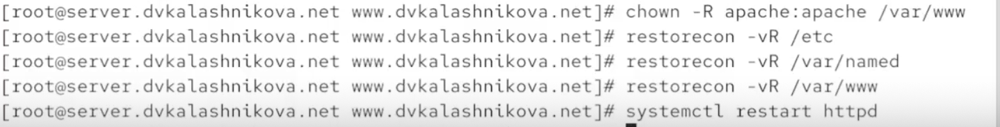 [root@server.dvkalashnikova.net www.dvkalashnikova.net]# chown -R apache:apache /var/www
[root@server.dvkalashnikova.net www.dvkalashnikova.net]# restorecon -vR /etc
[root@server.dvkalashnikova.net www.dvkalashnikova.net]# restorecon -vR /var/named
[root@server.dvkalashnikova.net www.dvkalashnikova.net]# restorecon -vR /var/www
[root@server.dvkalashnikova.net www.dvkalashnikova.net]# systemctl restart httpd